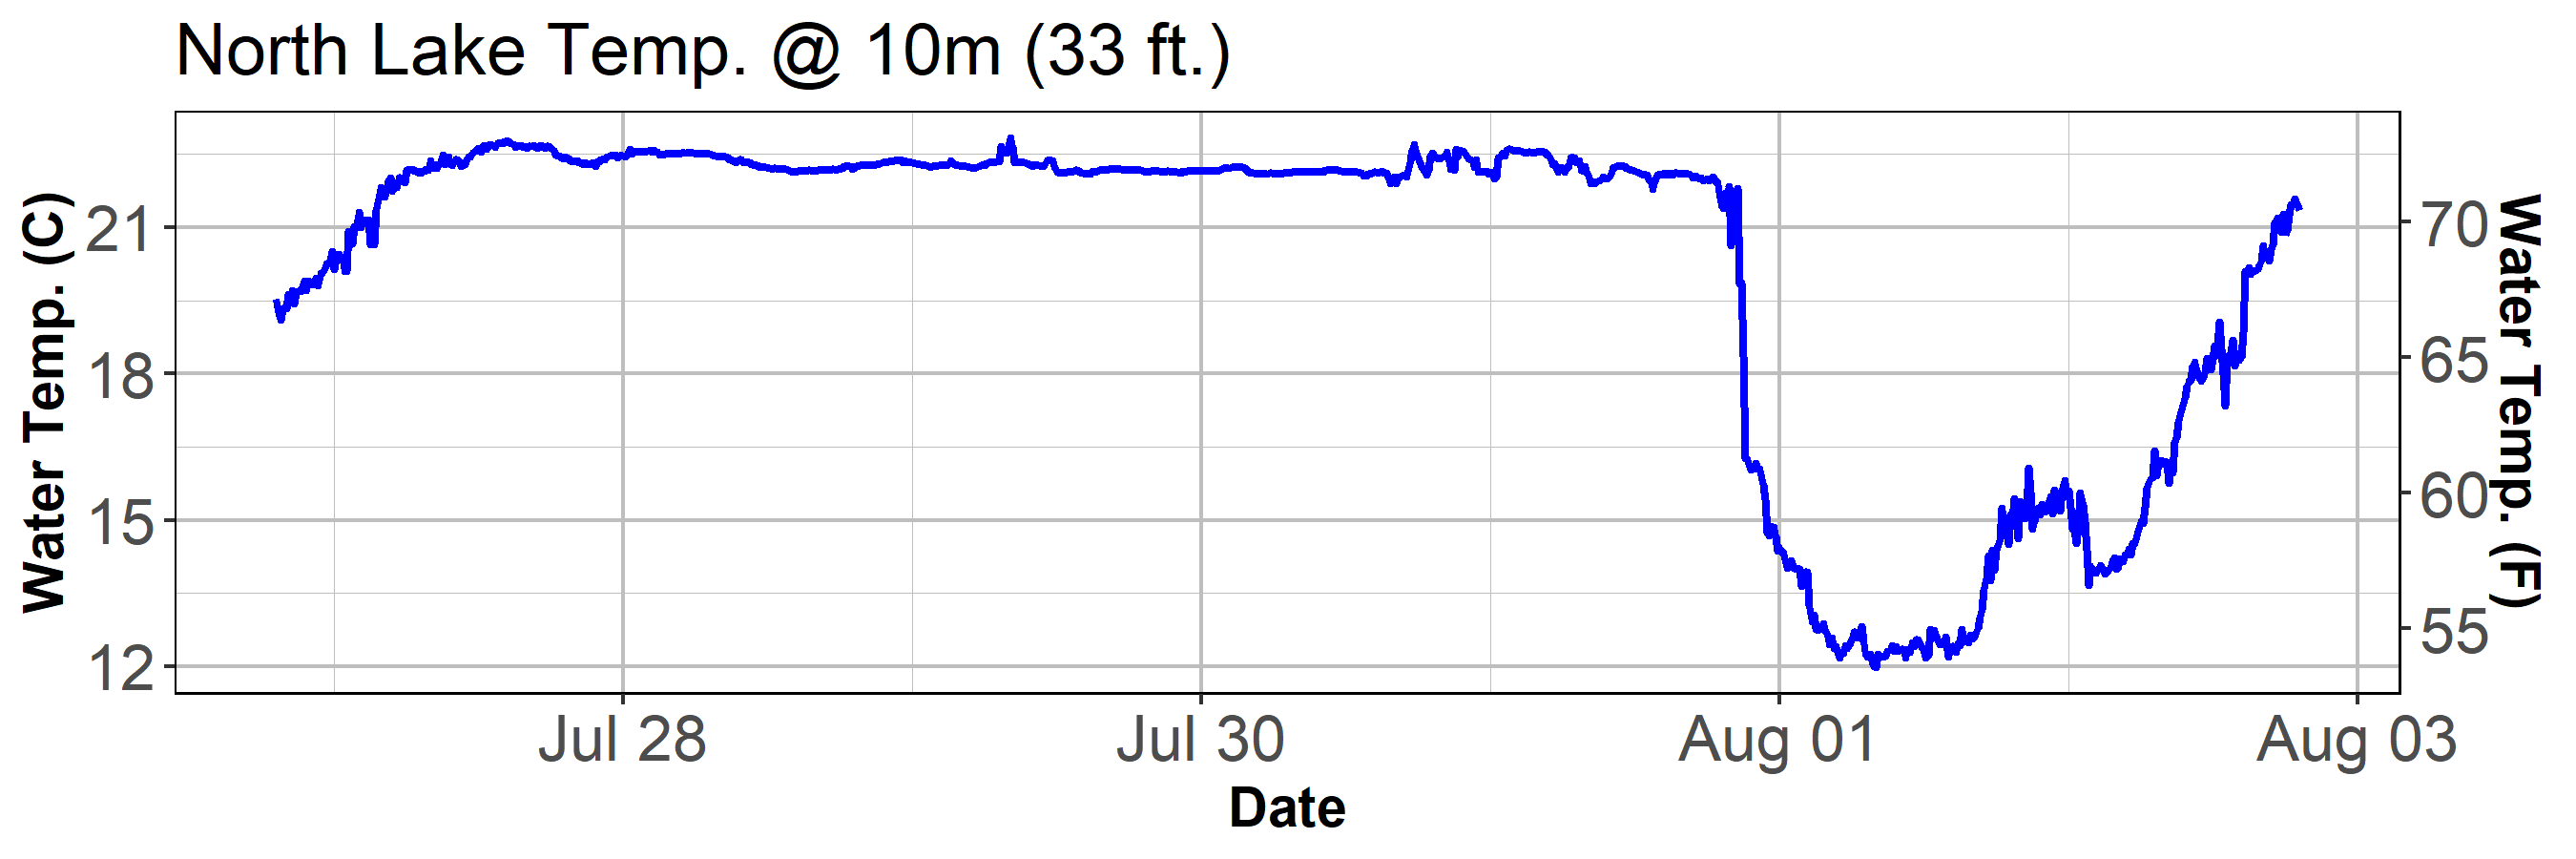 North Lake Temp. @ 10m (33 ft.)
Water Temp. (C)
21
18
15
12
70
65
60
55
Water Temp. (F)
Jul 28
Jul 30
Aug 01
Aug 03
Date